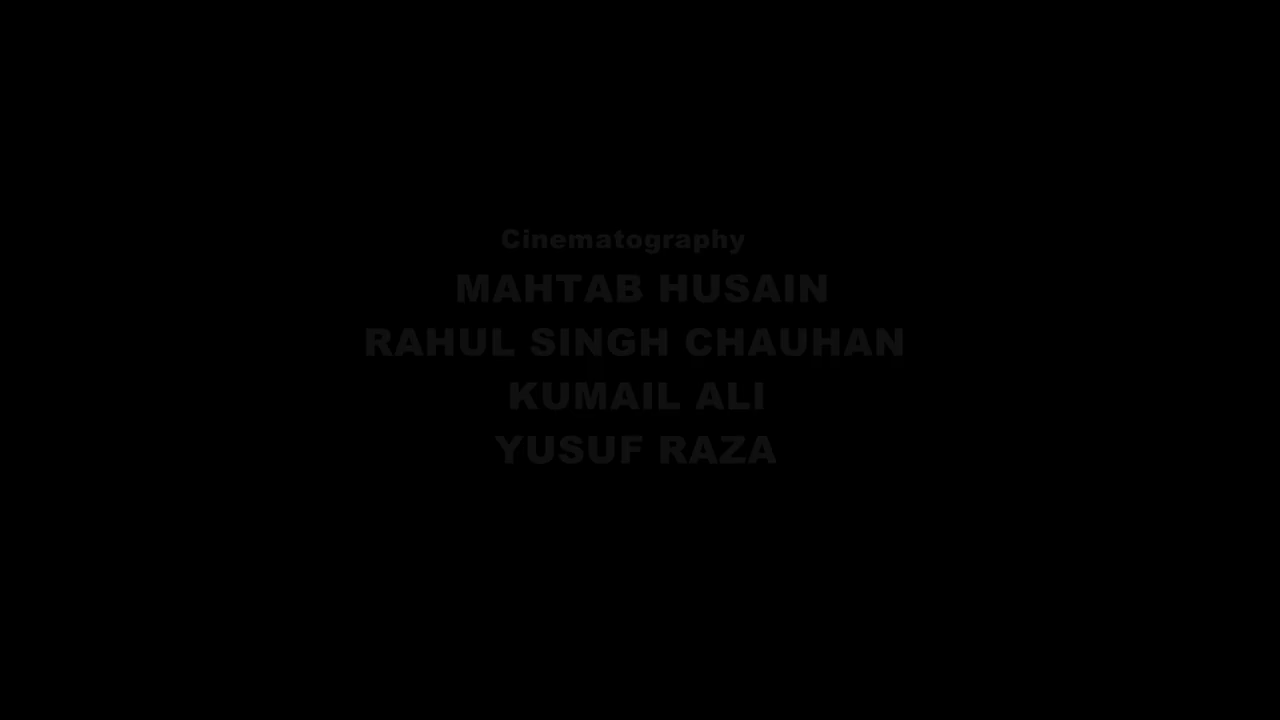 Cinematography
MAHTAB HUSAIN
RAHUL SINGH CHAUHAN
KUMAIL ALI
YUSUF RAZA